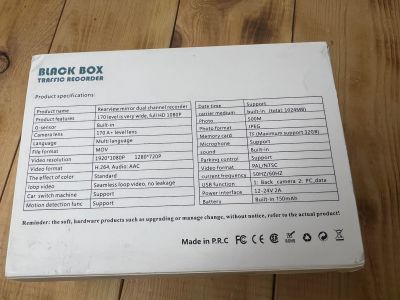 BLACK BOX
TRAFFIC RECORDER
Product specifications:
Product name Rearview mirror dual channel recorder
Product features 170 level is very wide, full HD 1080P
G-sensor Built-in
Camera lens 170 A+ level lens
Language Multi language
File format MOV
Video resolution 1920*1080P 1280*720P
Video format H.264, Audio: AAC
The effect of color Standard
loop video Seamless loop video, no leakage
Car switch machine Support
Motion detection func Support
Date time Support
carrier medium built-in (total: 1024MB)
Photo 500M
Photo format JPEG
Memory card TF (Maximum support 32GB)
Microphone Support
sound Built-in
Parking control Support
Video format PAL/NTSC
current frequency 50HZ/60HZ
USB function 1: Back camera 2: PC_data
Power interface 12-24V 2A
Battery Built-in 150mAh
Reminder: the soft, hardware products such as upgrading or manage change, without notice, refer to the actual product!
Made in P.R.C FC CE